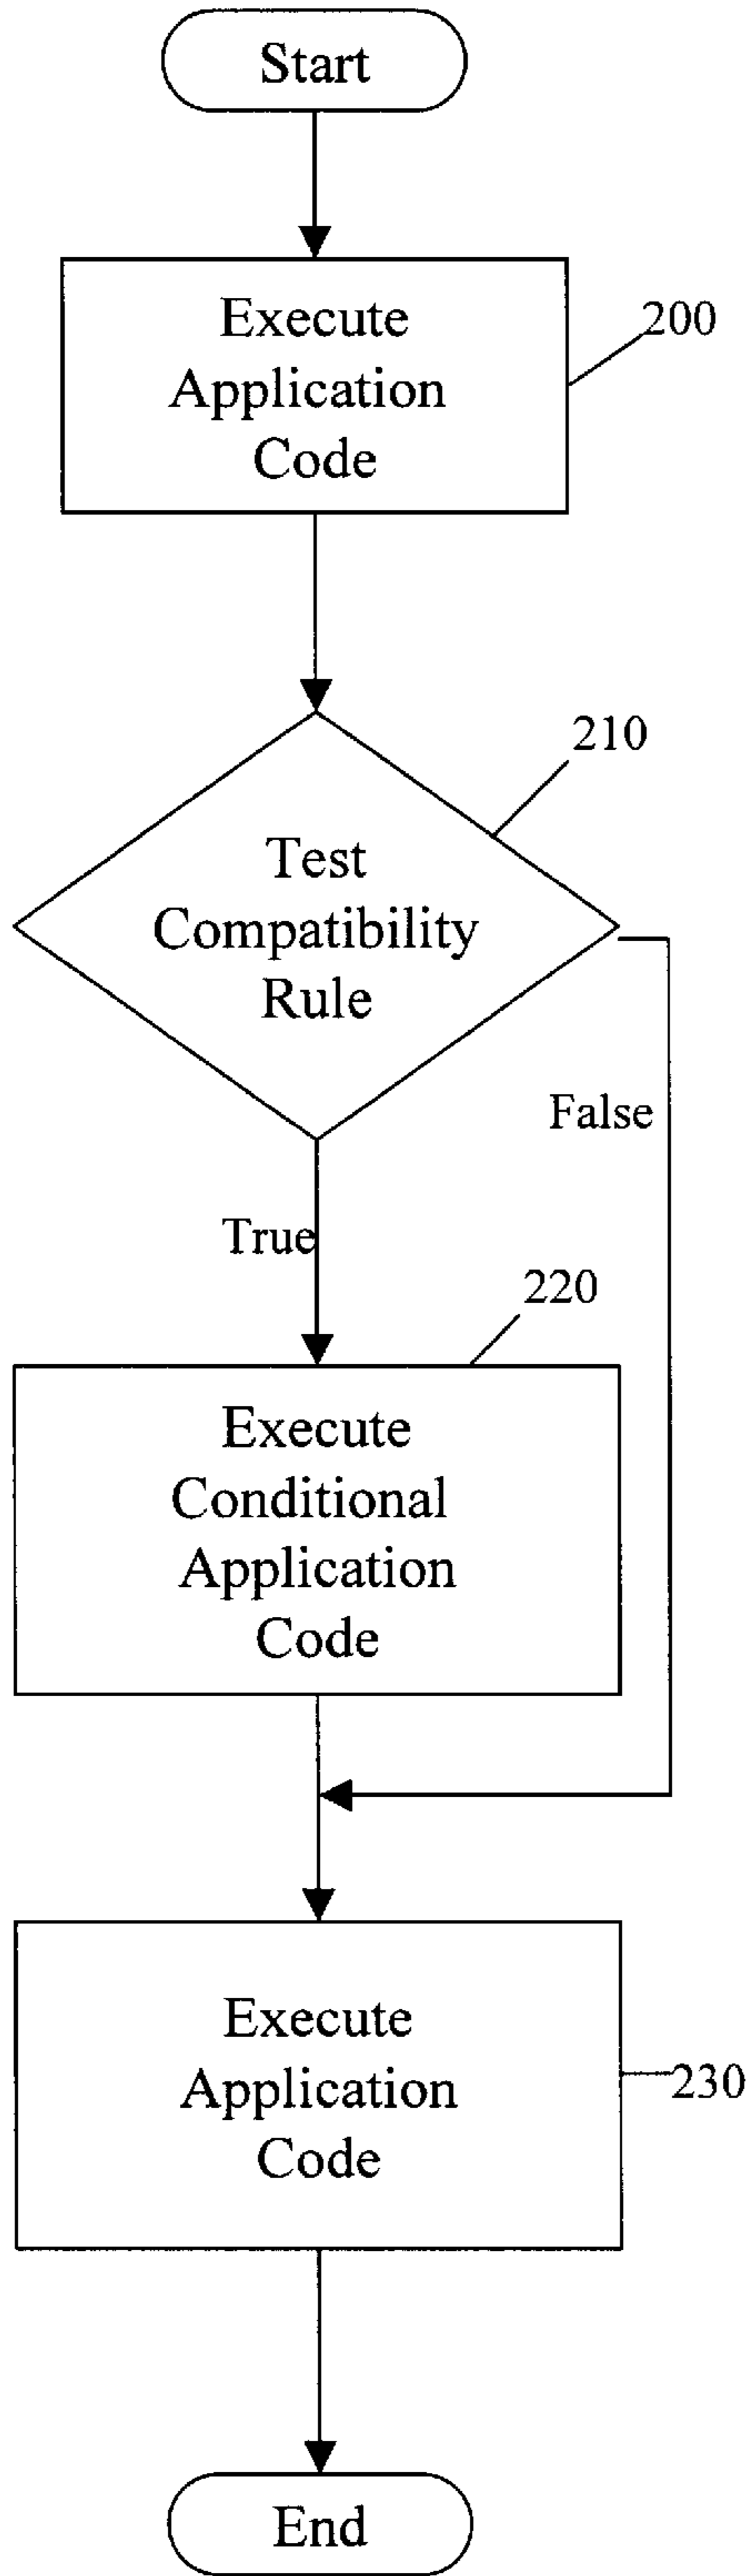 Start
Execute
Application
Code
200
210
Test
Compatibility
Rule
False
True
220
Execute
Conditional
Application
Code
Execute
Application
Code
230
End